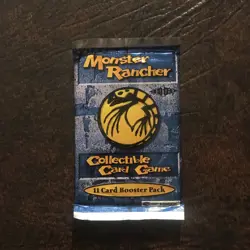 Monster
Rancher
Collectible
Card Game
11 Card Booster Pack